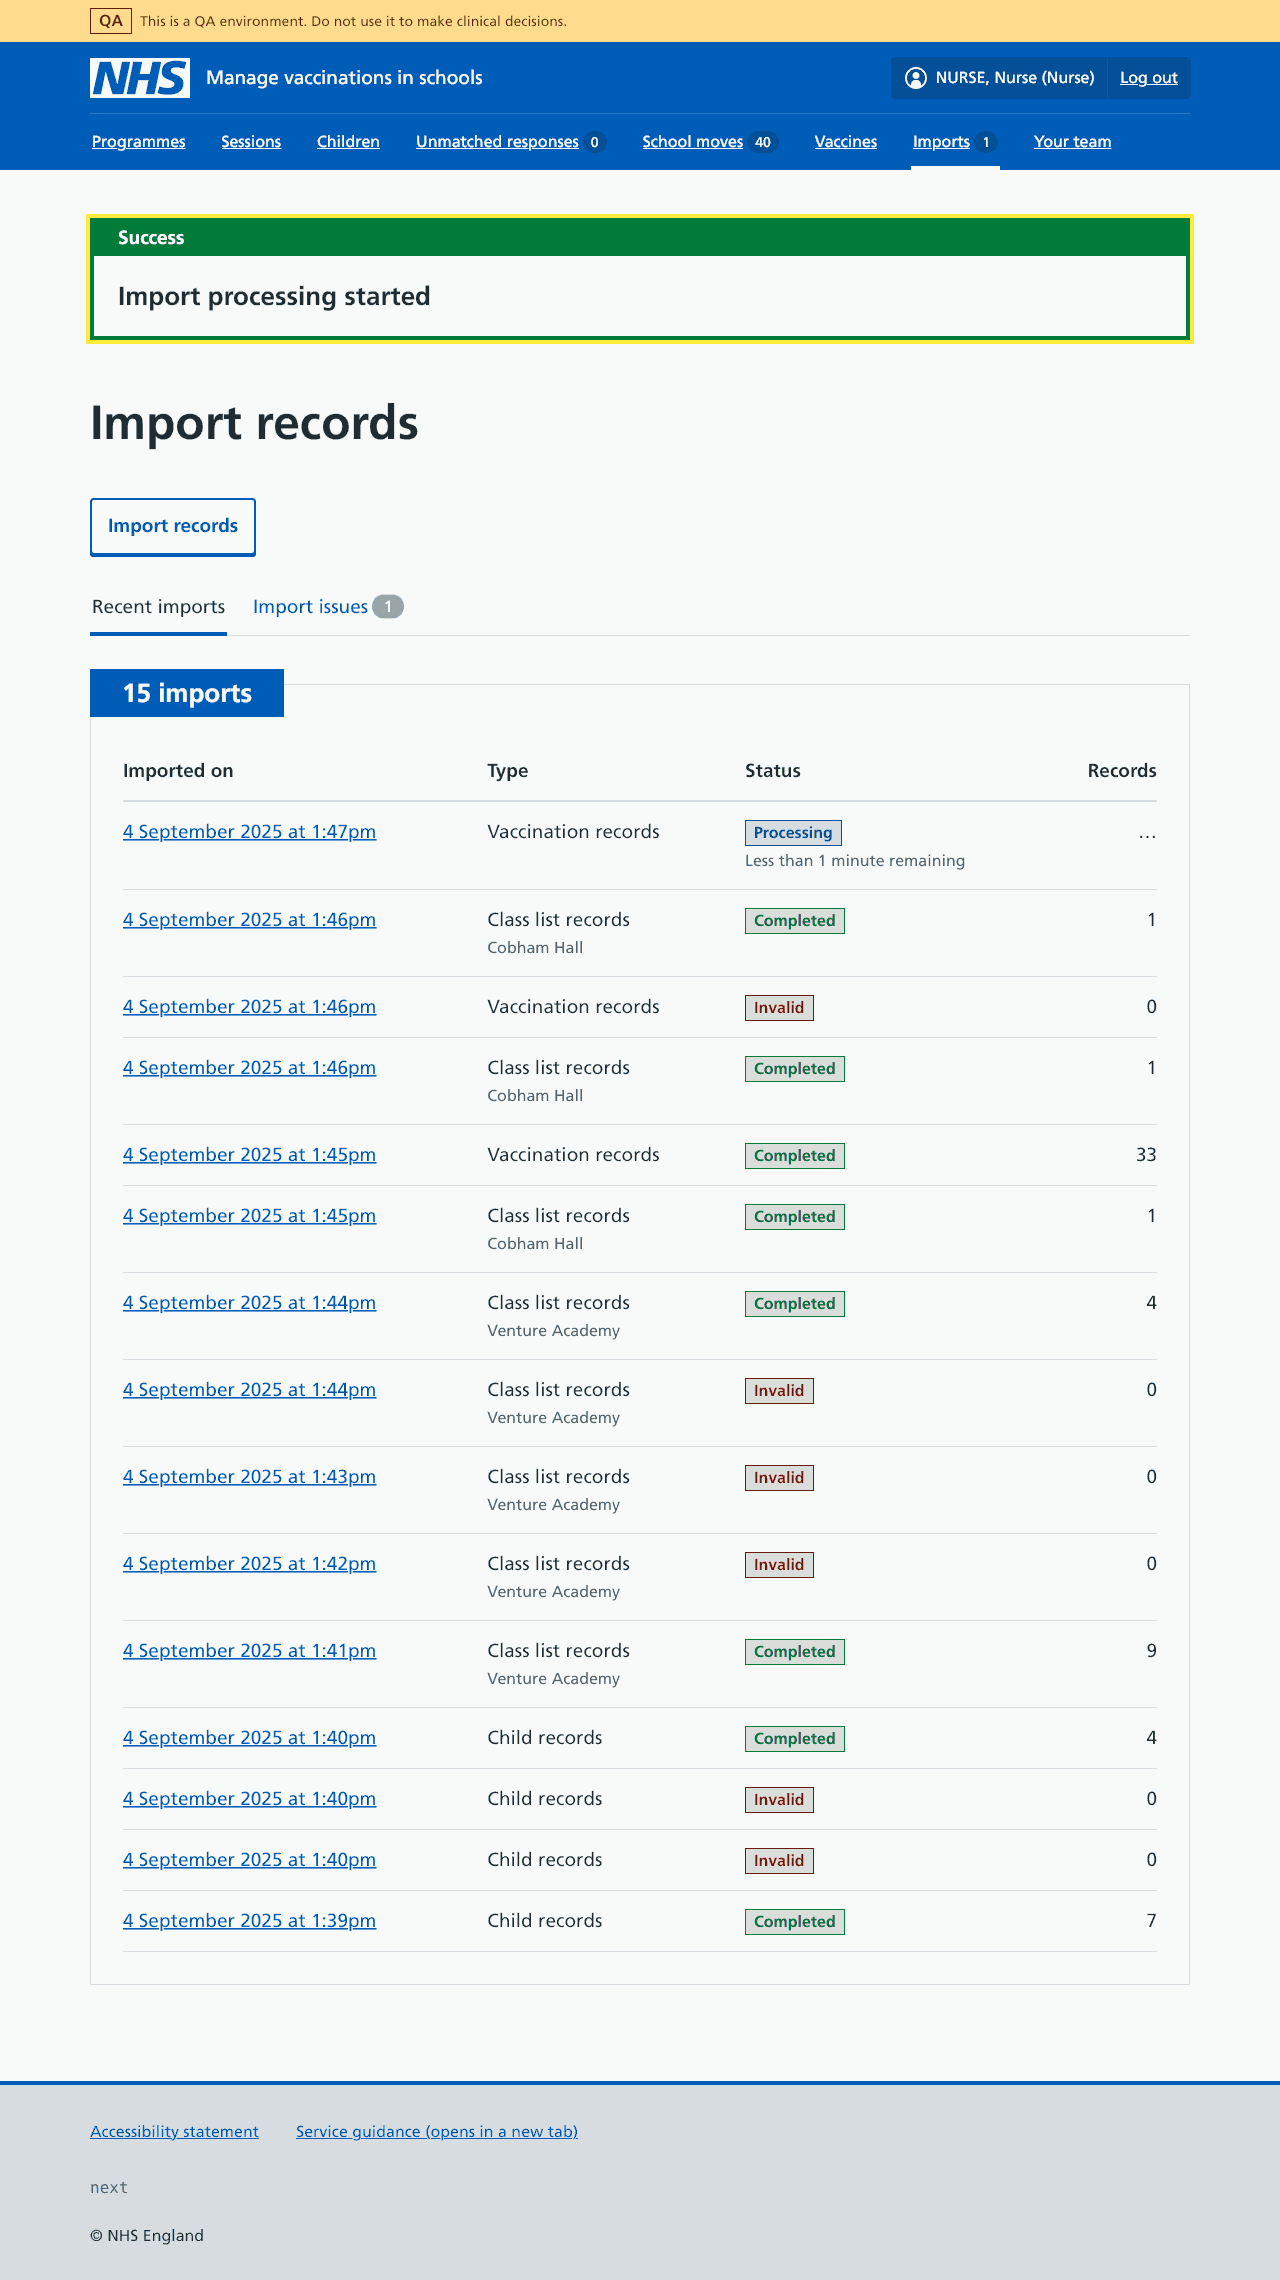 QA This is a QA environment. Do not use it to make clinical decisions.
NHS Manage vaccinations in schools NURSE, Nurse (Nurse) Log out
Programmes Sessions Children Unmatched responses 0 School moves 40 Vaccines Imports 1 Your team
Success
Import processing started
Import records
Import records
Recent imports Import issues 1
15 imports
Imported on Type Status Records
4 September 2025 at 1:47pm Vaccination records Processing …
Less than 1 minute remaining
4 September 2025 at 1:46pm Class list records Completed 1
Cobham Hall
4 September 2025 at 1:46pm Vaccination records Invalid 0
4 September 2025 at 1:46pm Class list records Completed 1
Cobham Hall
4 September 2025 at 1:45pm Vaccination records Completed 33
4 September 2025 at 1:45pm Class list records Completed 1
Cobham Hall
4 September 2025 at 1:44pm Class list records Completed 4
Venture Academy
4 September 2025 at 1:44pm Class list records Invalid 0
Venture Academy
4 September 2025 at 1:43pm Class list records Invalid 0
Venture Academy
4 September 2025 at 1:42pm Class list records Invalid 0
Venture Academy
4 September 2025 at 1:41pm Class list records Completed 9
Venture Academy
4 September 2025 at 1:40pm Child records Completed 4
4 September 2025 at 1:40pm Child records Invalid 0
4 September 2025 at 1:40pm Child records Invalid 0
4 September 2025 at 1:39pm Child records Completed 7
Accessibility statement Service guidance (opens in a new tab)
next
© NHS England